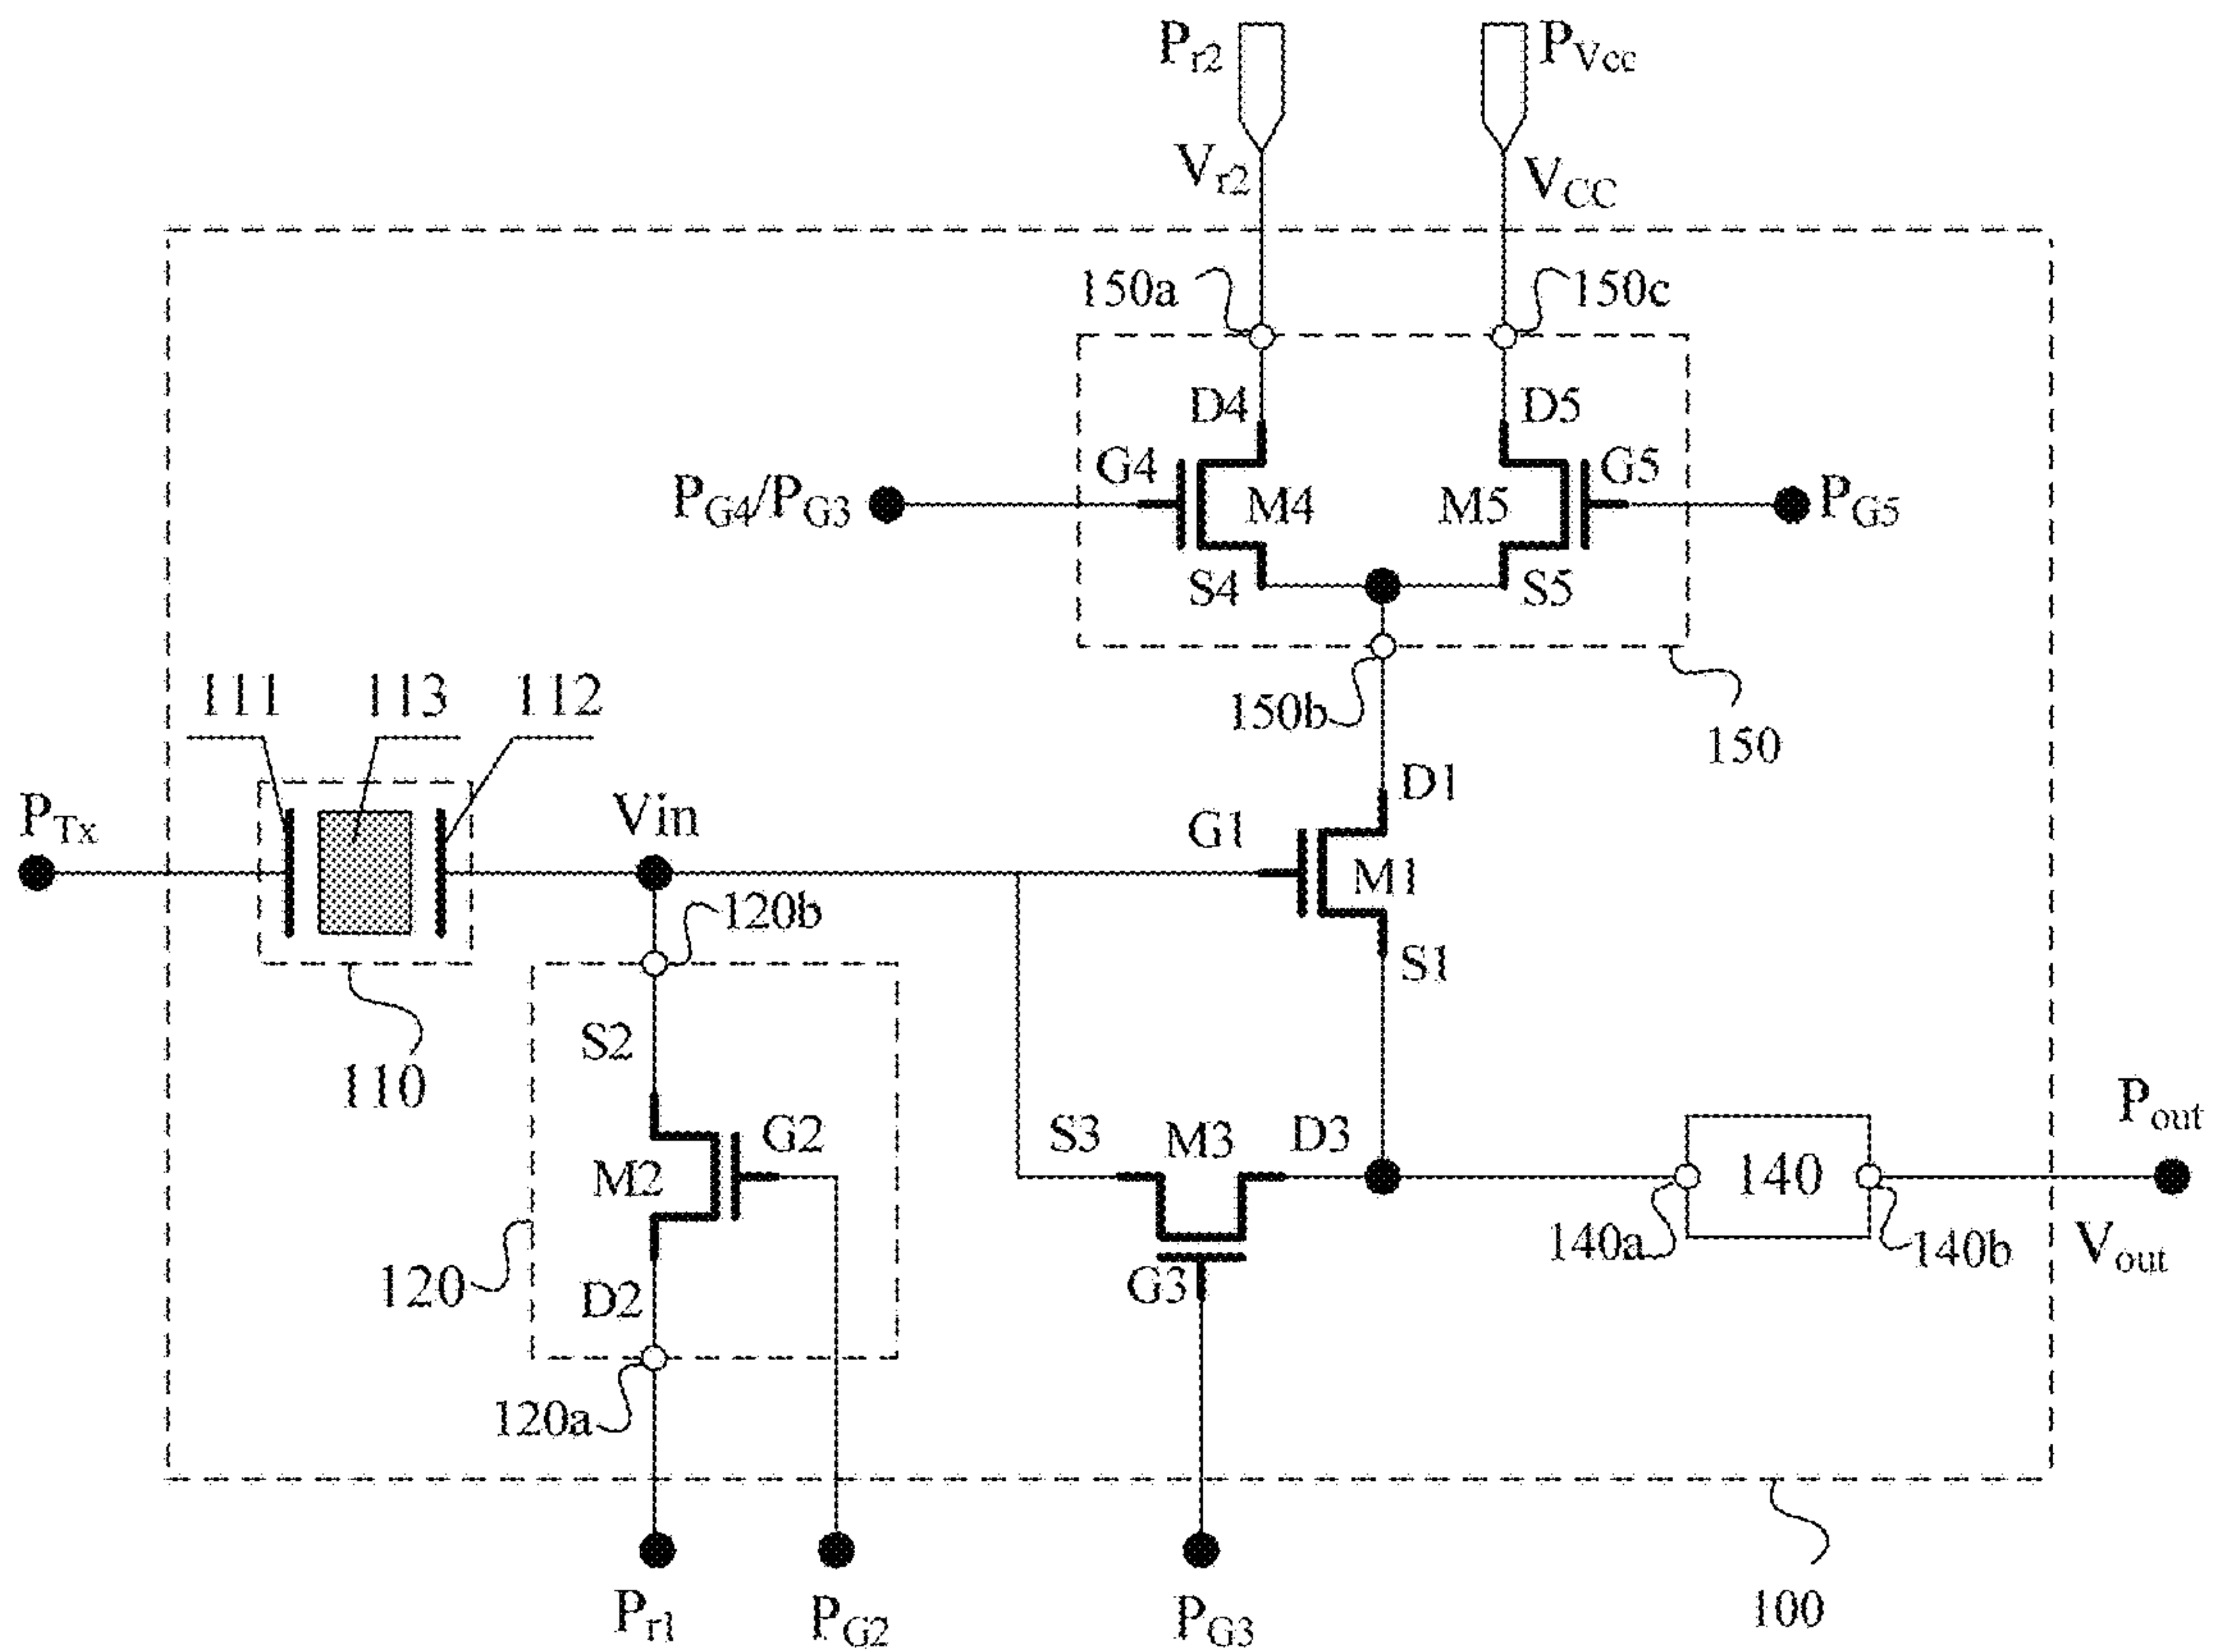 P_r2
P_Vcc
V_r2
V_CC
150a
150c
D4
D5
G4
G5
P_G4/P_G3
M4
M5
P_G5
S4
S5
150b
150
111
113
112
D1
P_Tx
Vin
G1
M1
120b
S1
S2
110
P_out
G2
S3
M3
D3
M2
140
140a
140b
V_out
120
D2
G3
120a
100
P_r1
P_G2
P_G3